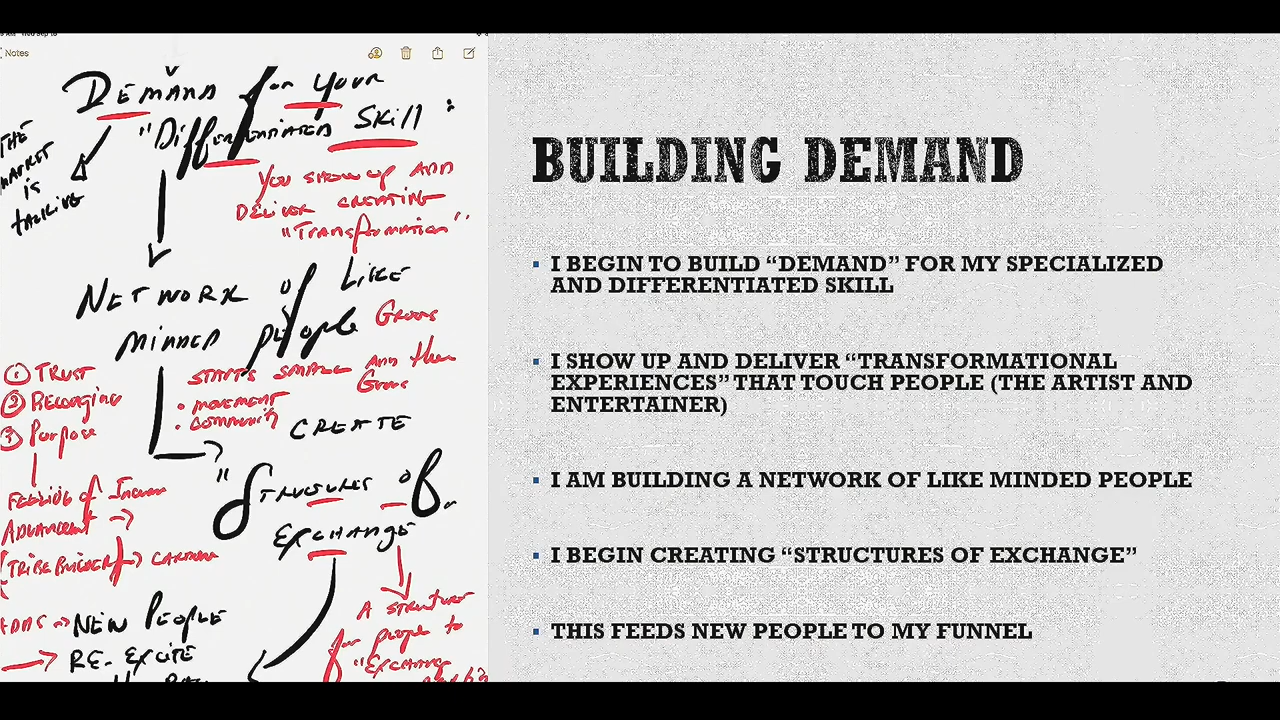 Notes
DEMAND for your
"Differentiated Skill :
THE
MARKET
is
talking
You show up and
Deliver creating
"Transformation"
Network of Like
minded people
Grows
Starts small and then
Grows
① Trust
② Belonging
③ Purpose
• movement
• community
CREATE
"Structures of
Exchange
Feeling of
Advancement →
Tribe Builder
New People
RE-Excite
A structure
for people to
"Exchange
BUILDING DEMAND
▪ I BEGIN TO BUILD “DEMAND” FOR MY SPECIALIZED
AND DIFFERENTIATED SKILL
▪ I SHOW UP AND DELIVER “TRANSFORMATIONAL
EXPERIENCES” THAT TOUCH PEOPLE (THE ARTIST AND
ENTERTAINER)
▪ I AM BUILDING A NETWORK OF LIKE MINDED PEOPLE
▪ I BEGIN CREATING “STRUCTURES OF EXCHANGE”
▪ THIS FEEDS NEW PEOPLE TO MY FUNNEL